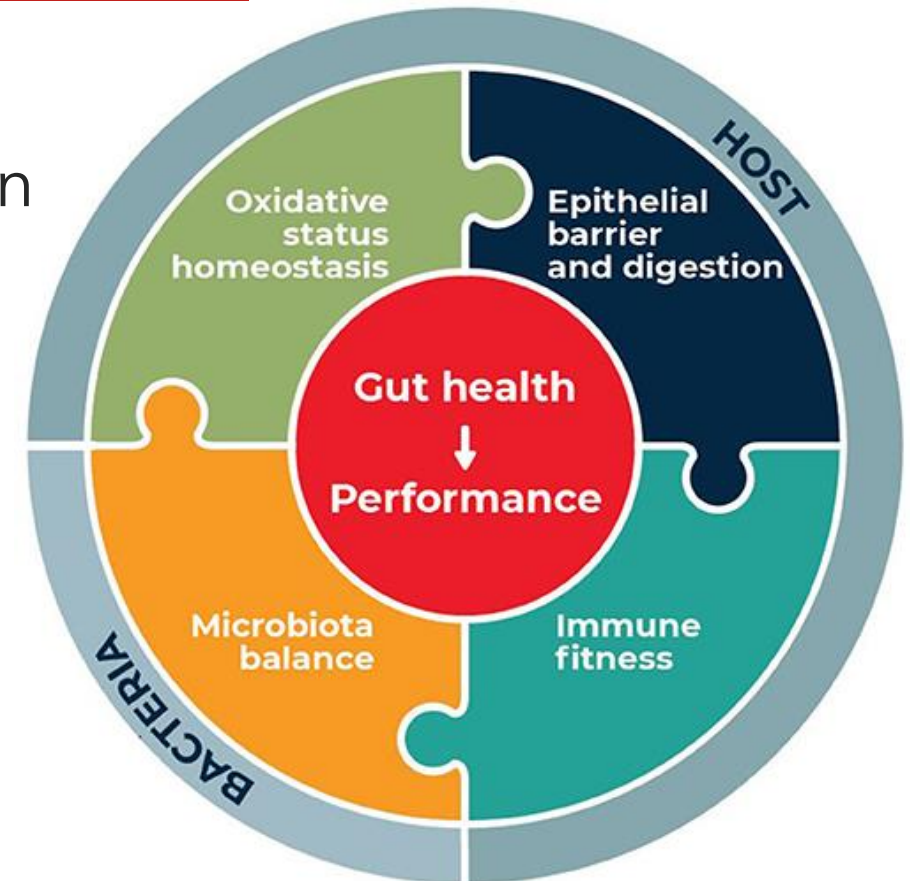 n
HOST
Oxidative
status
homeostasis
Epithelial
barrier
and digestion
Gut health
↓
Performance
Microbiota
balance
Immune
fitness
BACTERIA